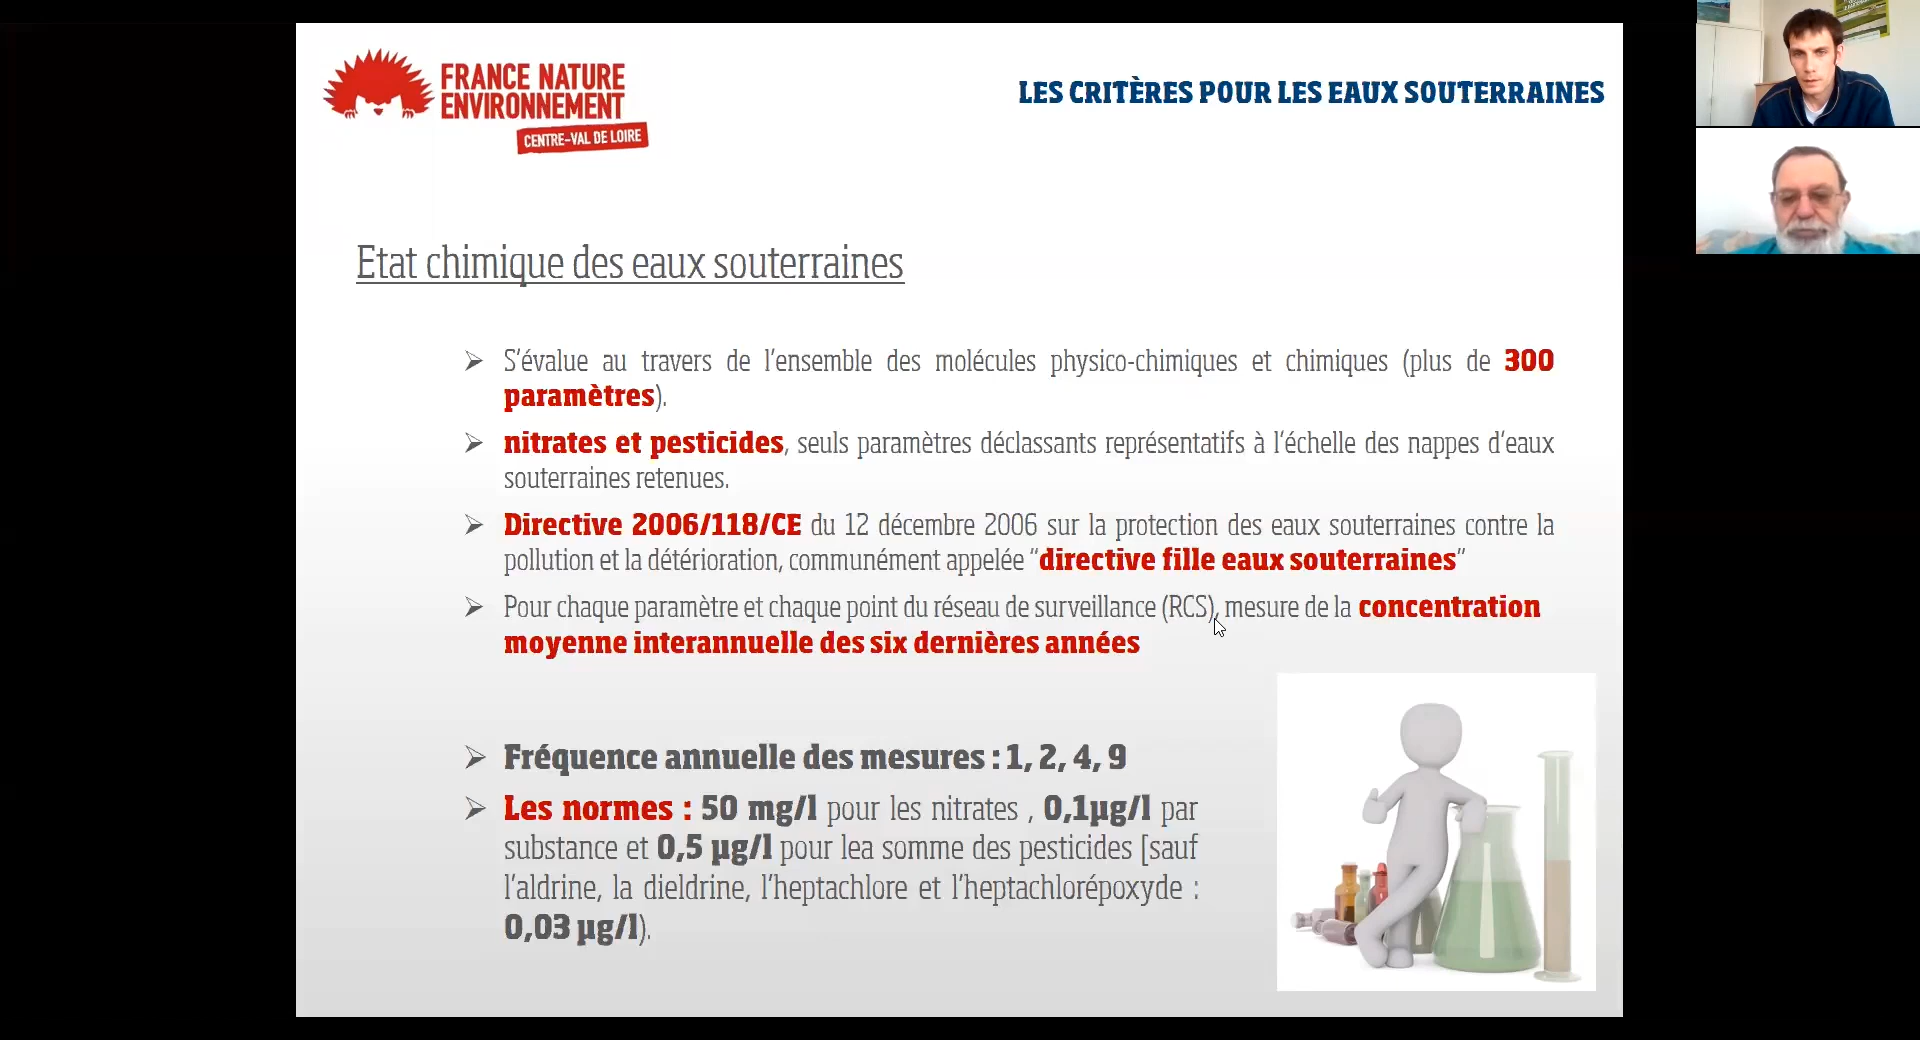 FRANCE NATURE
ENVIRONNEMENT
CENTRE-VAL DE LOIRE
LES CRITÈRES POUR LES EAUX SOUTERRAINES
Etat chimique des eaux souterraines
➢ S'évalue au travers de l'ensemble des molécules physico-chimiques et chimiques (plus de 300
paramètres).
➢ nitrates et pesticides, seuls paramètres déclassants représentatifs à l'échelle des nappes d'eaux
souterraines retenues.
➢ Directive 2006/118/CE du 12 décembre 2006 sur la protection des eaux souterraines contre la
pollution et la détérioration, communément appelée “directive fille eaux souterraines”
➢ Pour chaque paramètre et chaque point du réseau de surveillance (RCS), mesure de la concentration
moyenne interannuelle des six dernières années
➢ Fréquence annuelle des mesures : 1, 2, 4, 9
➢ Les normes : 50 mg/l pour les nitrates , 0,1µg/l par
substance et 0,5 µg/l pour lea somme des pesticides [sauf
l'aldrine, la dieldrine, l'heptachlore et l'heptachlorépoxyde :
0,03 µg/l).